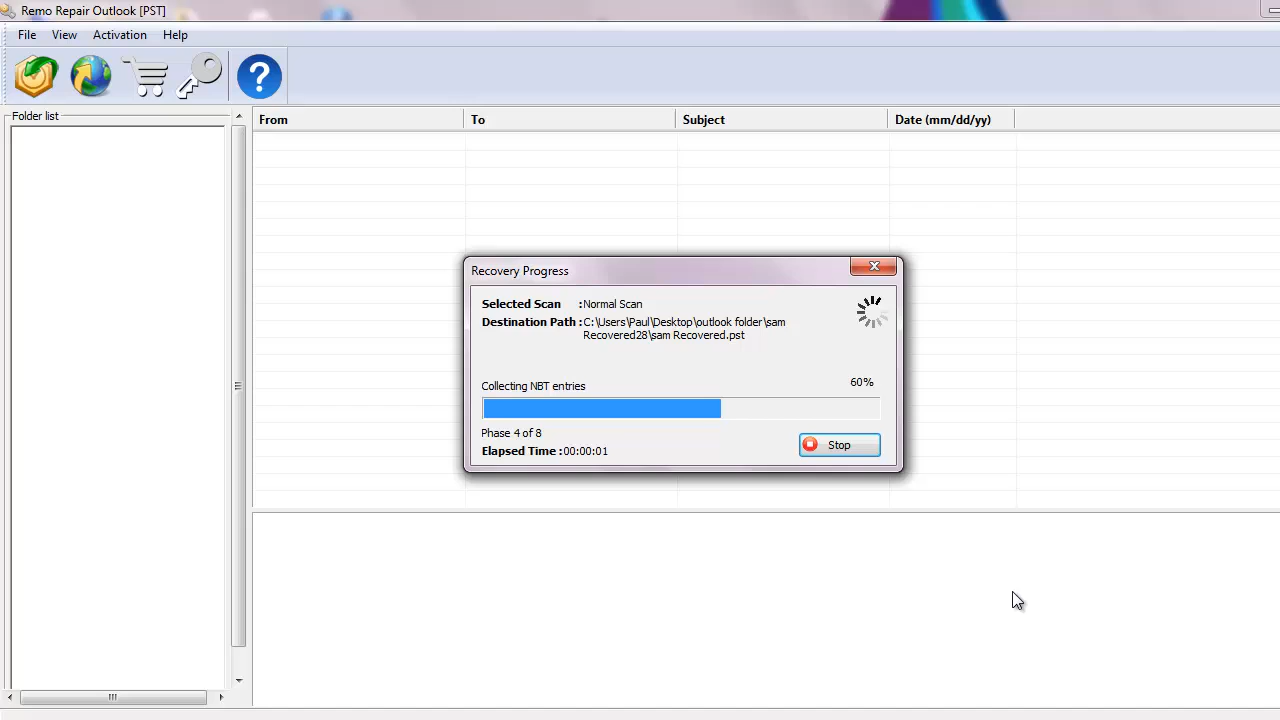 Remo Repair Outlook [PST]
File View Activation Help
Folder list
From To Subject Date (mm/dd/yy)
Recovery Progress
Selected Scan :Normal Scan
Destination Path :C:\Users\Paul\Desktop\outlook folder\sam
Recovered28\sam Recovered.pst
Collecting NBT entries 60%
Phase 4 of 8
Stop
Elapsed Time :00:00:01